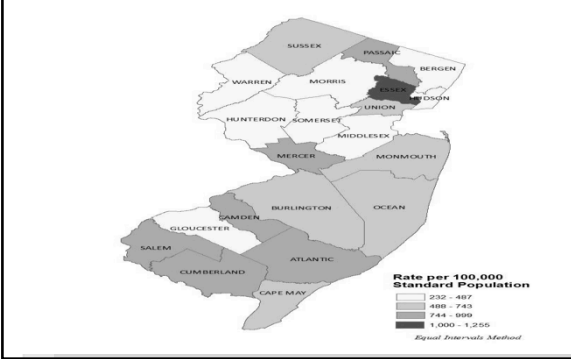 SUSSEX
PASSAIC
BERGEN
WARREN
MORRIS
ESSEX
HUDSON
UNION
HUNTERDON
SOMERSET
MIDDLESEX
MERCER
MONMOUTH
BURLINGTON
OCEAN
CAMDEN
GLOUCESTER
SALEM
ATLANTIC
CUMBERLAND
CAPE MAY
Rate per 100,000
Standard Population
232 - 487
488 - 743
744 - 999
1,000 - 1,255
Equal Intervals Method